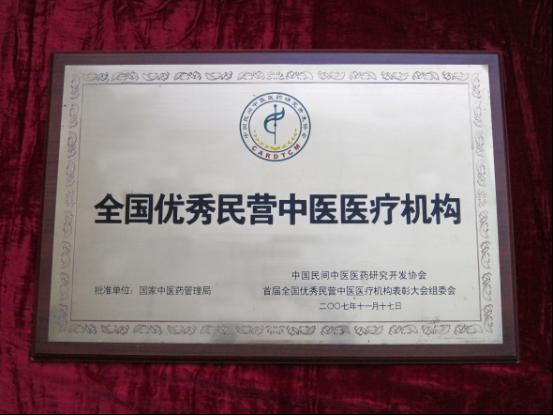 CARDTCM
全国优秀民营中医医疗机构
中国民间中医医药研究开发协会
批准单位：国家中医药管理局
首届全国优秀民营中医医疗机构表彰大会组委会
二〇〇七年十一月十七日